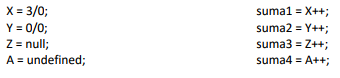 X = 3/0; suma1 = X++;
Y = 0/0; suma2 = Y++;
Z = null; suma3 = Z++;
A = undefined; suma4 = A++;